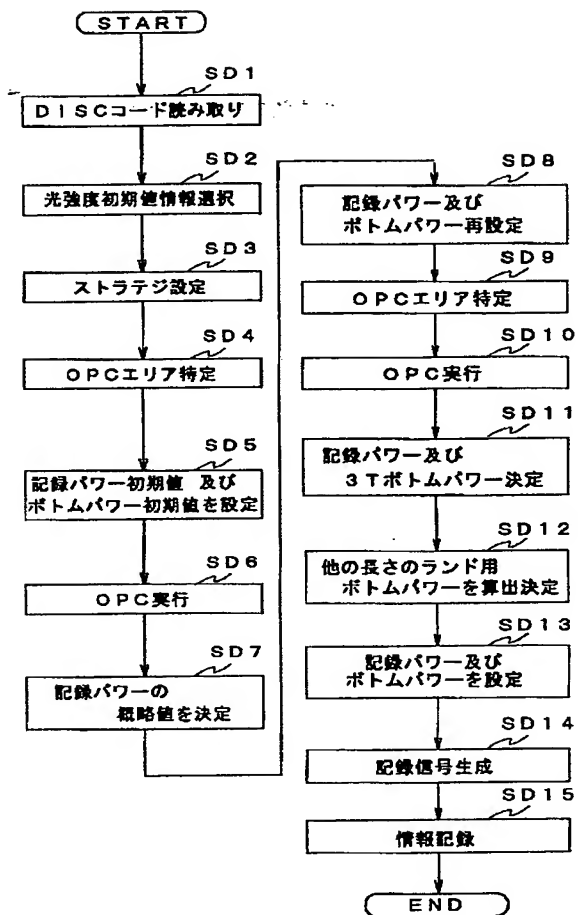 START
SD1
DISCコード読み取り
SD2
光強度初期値情報選択
SD3
ストラテジ設定
SD4
OPCエリア特定
SD5
記録パワー初期値 及び
ボトムパワー初期値を設定
SD6
OPC実行
SD7
記録パワーの
概略値を決定
SD8
記録パワー及び
ボトムパワー再設定
SD9
OPCエリア特定
SD10
OPC実行
SD11
記録パワー及び
3Tボトムパワー決定
SD12
他の長さのランド用
ボトムパワーを算出決定
SD13
記録パワー及び
ボトムパワーを設定
SD14
記録信号生成
SD15
情報記録
END